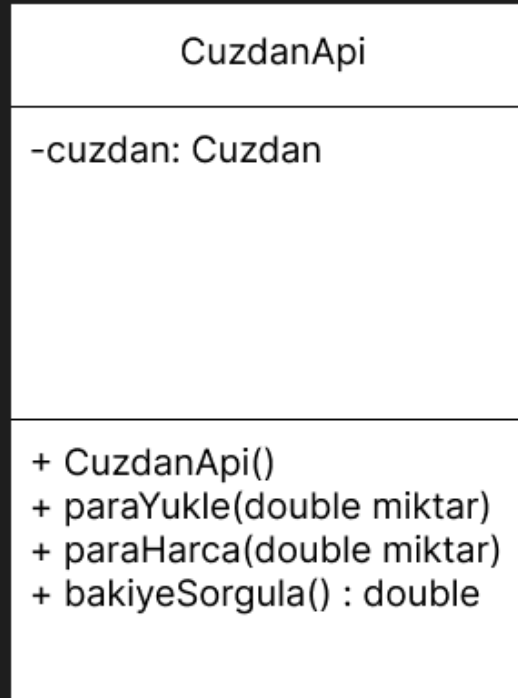 CuzdanApi
-cuzdan: Cuzdan
+ CuzdanApi()
+ paraYukle(double miktar)
+ paraHarca(double miktar)
+ bakiyeSorgula() : double